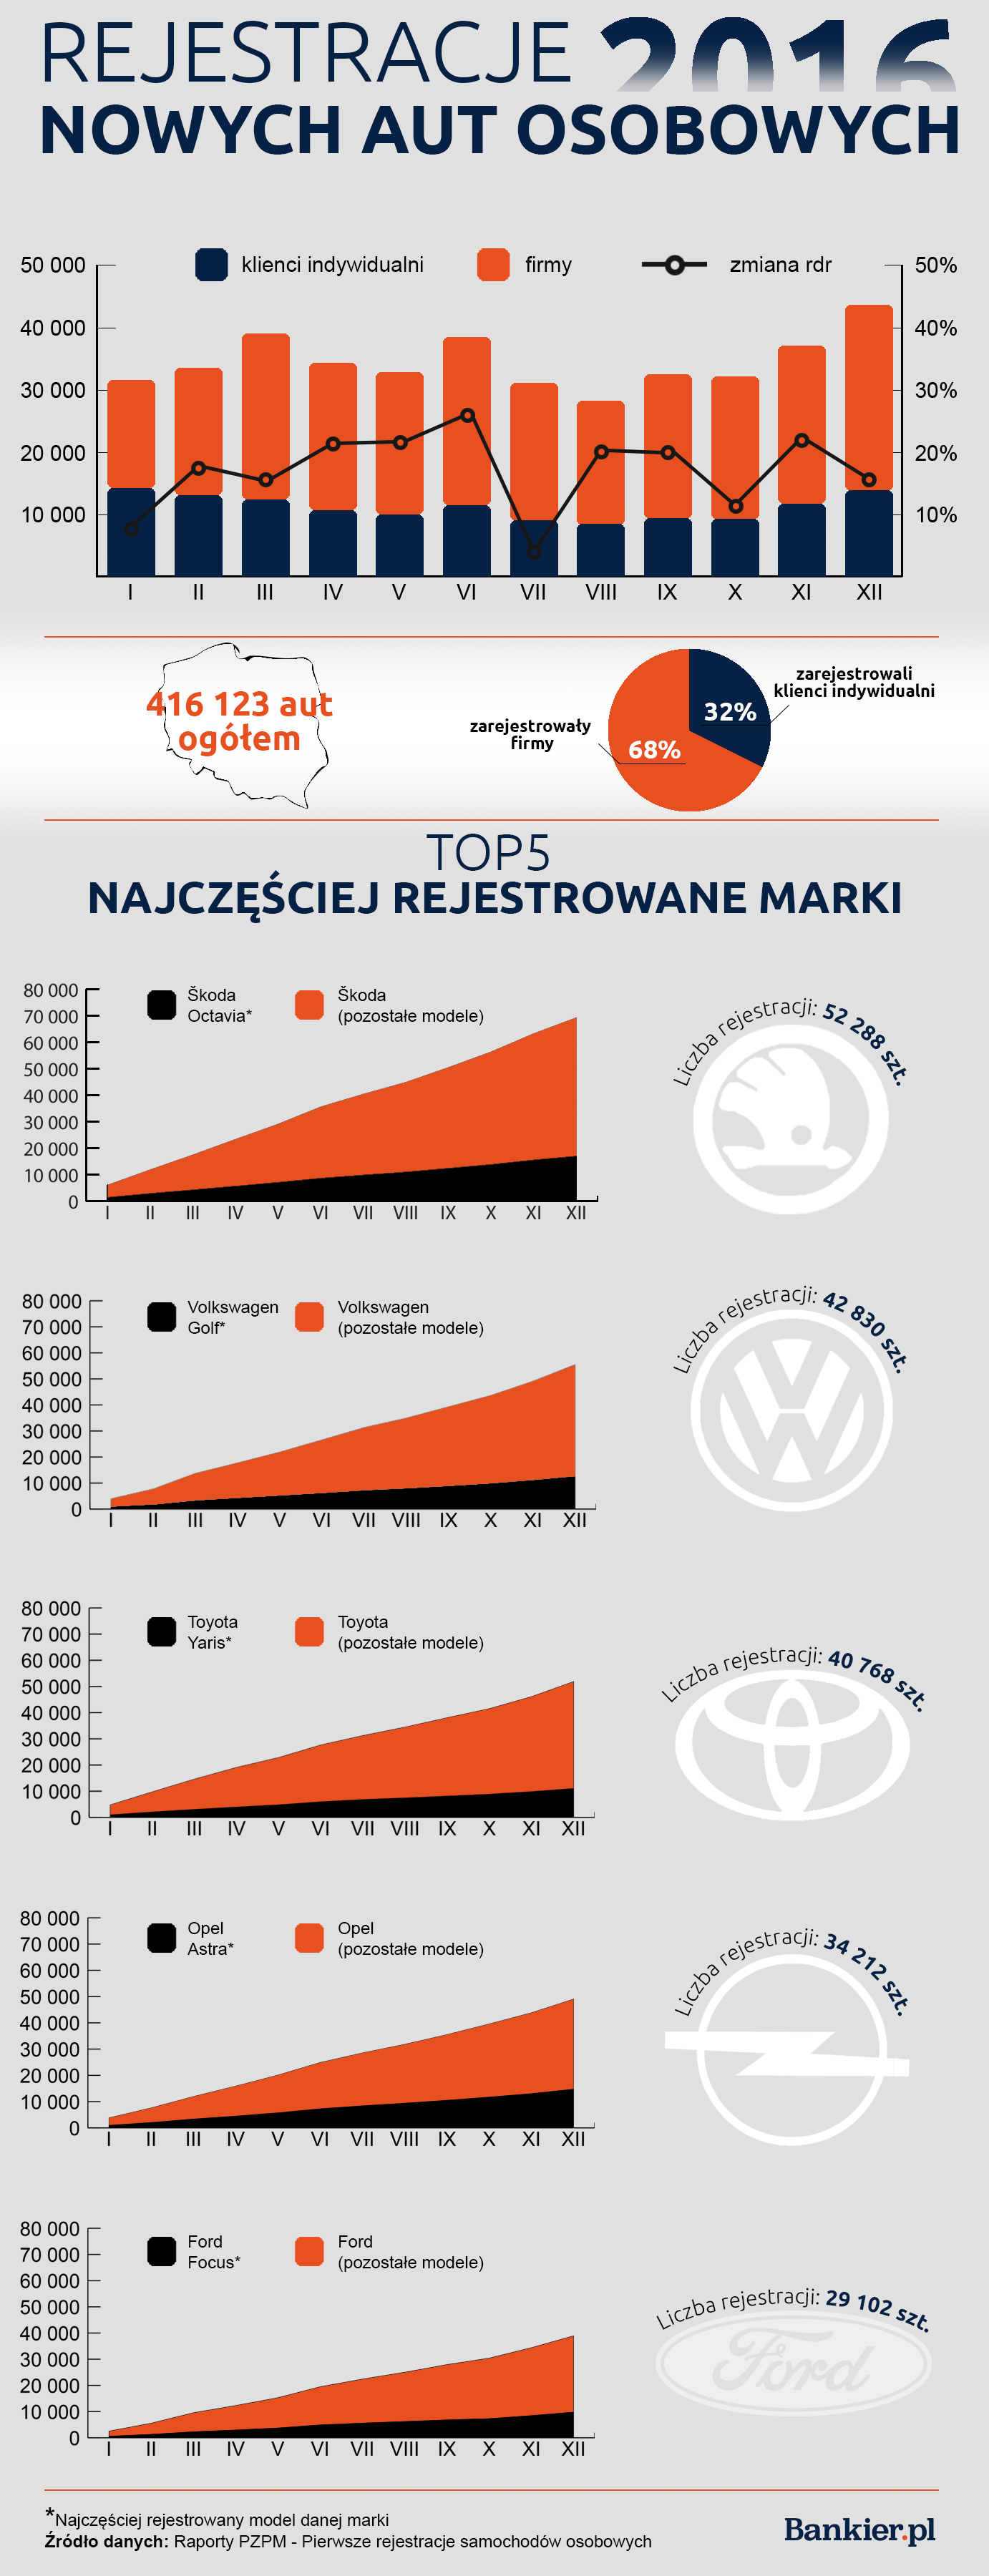 REJESTRACJE 2016
NOWYCH AUT OSOBOWYCH
klienci indywidualni
firmy
zmiana rdr
50 000
40 000
30 000
20 000
10 000
50%
40%
30%
20%
10%
I II III IV V VI VII VIII IX X XI XII
416 123 aut
ogółem
zarejestrowały
firmy
68%
32%
zarejestrowali
klienci indywidualni
TOP5
NAJCZĘŚCIEJ REJESTROWANE MARKI
80 000
70 000
60 000
50 000
40 000
30 000
20 000
10 000
0
Škoda
Octavia*
Škoda
(pozostałe modele)
I II III IV V VI VII VIII IX X XI XII
Liczba rejestracji: 52 288 szt.
80 000
70 000
60 000
50 000
40 000
30 000
20 000
10 000
0
Volkswagen
Golf*
Volkswagen
(pozostałe modele)
I II III IV V VI VII VIII IX X XI XII
Liczba rejestracji: 42 830 szt.
80 000
70 000
60 000
50 000
40 000
30 000
20 000
10 000
0
Toyota
Yaris*
Toyota
(pozostałe modele)
I II III IV V VI VII VIII IX X XI XII
Liczba rejestracji: 40 768 szt.
80 000
70 000
60 000
50 000
40 000
30 000
20 000
10 000
0
Opel
Astra*
Opel
(pozostałe modele)
I II III IV V VI VII VIII IX X XI XII
Liczba rejestracji: 34 212 szt.
80 000
70 000
60 000
50 000
40 000
30 000
20 000
10 000
0
Ford
Focus*
Ford
(pozostałe modele)
I II III IV V VI VII VIII IX X XI XII
Liczba rejestracji: 29 102 szt.
Ford
*Najczęściej rejestrowany model danej marki
Źródło danych: Raporty PZPM - Pierwsze rejestracje samochodów osobowych
Bankier.pl